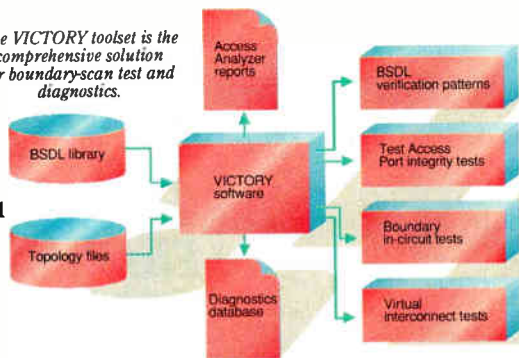 VICTORY toolset is the
comprehensive solution
boundary-scan test and
diagnostics.
Access
Analyzer
reports
BSDL
verification patterns
BSDL library
Test Access
Port integrity tests
VICTORY
software
Boundary
in-circuit tests
Topology files
Diagnostics
database
Virtual
interconnect tests